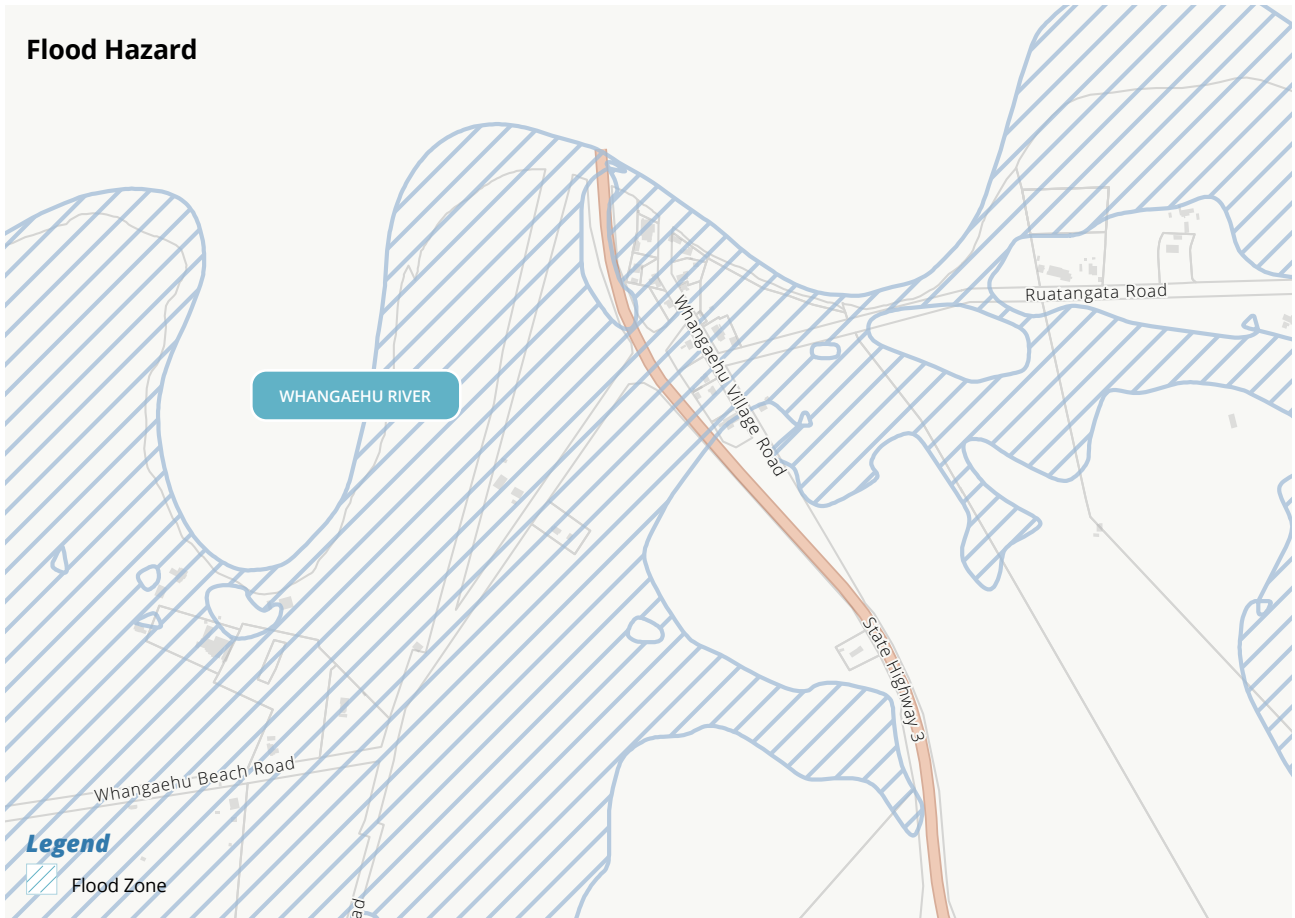 Flood Hazard
Ruatangata Road
Whangaehu Village Road
WHANGAEHU RIVER
State Highway 3
Whangaehu Beach Road
Legend
Flood Zone